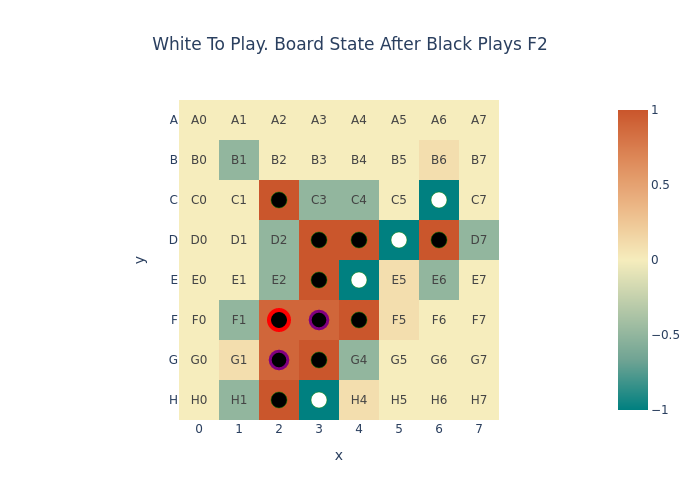 White To Play. Board State After Black Plays F2
A A0 A1 A2 A3 A4 A5 A6 A7
B B0 B1 B2 B3 B4 B5 B6 B7
C C0 C1 C3 C4 C5 C7
D D0 D1 D2 D7
E E0 E1 E2 E5 E6 E7
F F0 F1 F5 F6 F7
G G0 G1 G4 G5 G6 G7
H H0 H1 H4 H5 H6 H7
0 1 2 3 4 5 6 7
x
y
1
0.5
0
−0.5
−1